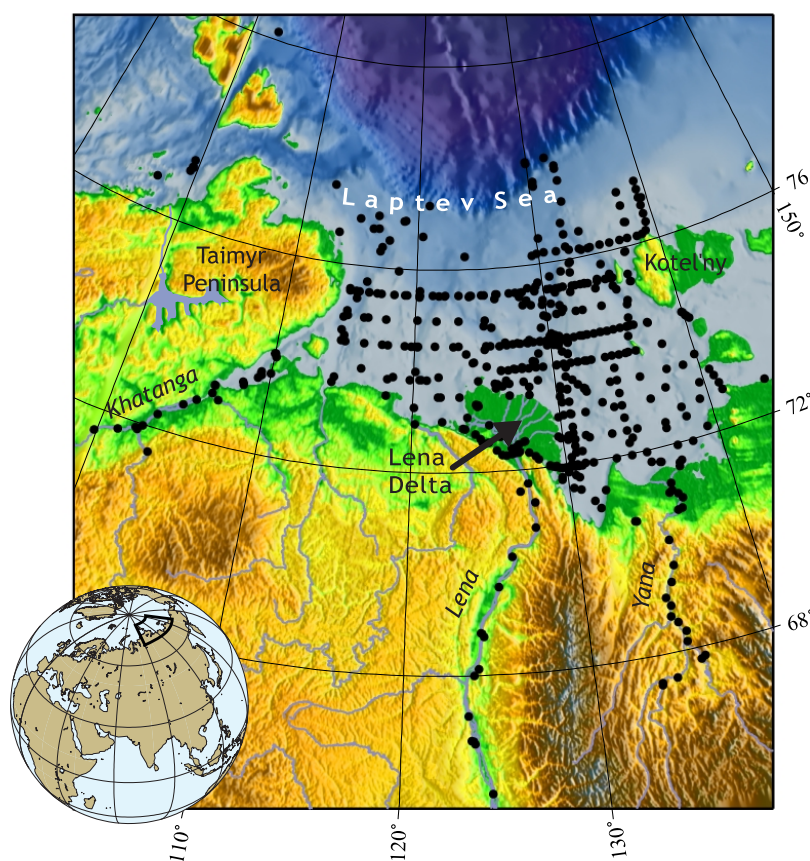 Laptev Sea
76
150°
Taimyr
Peninsula
Kotel'ny
Khatanga
72°
Lena
Delta
Lena
Yana
68°
110°
120°
130°